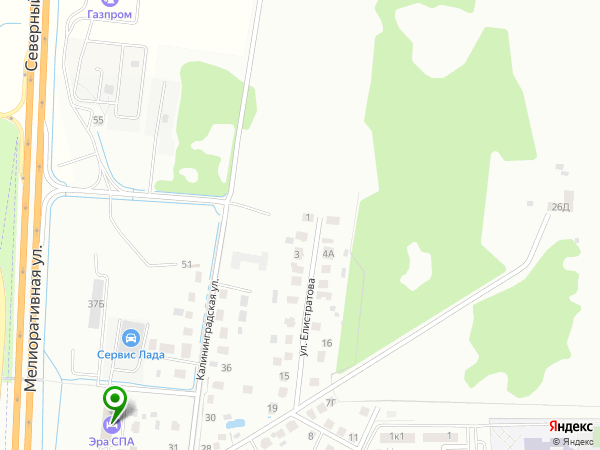 Газпром
Северный
55
26Д
1
3
4А
51
Мелиоративная ул.
Калининградская ул.
ул. Елистратова
37Б
Сервис Лада
16
36
15
7Г
19
30
Эра СПА
31
28
8
11
1к1
1
Яндекс
© Яндекс